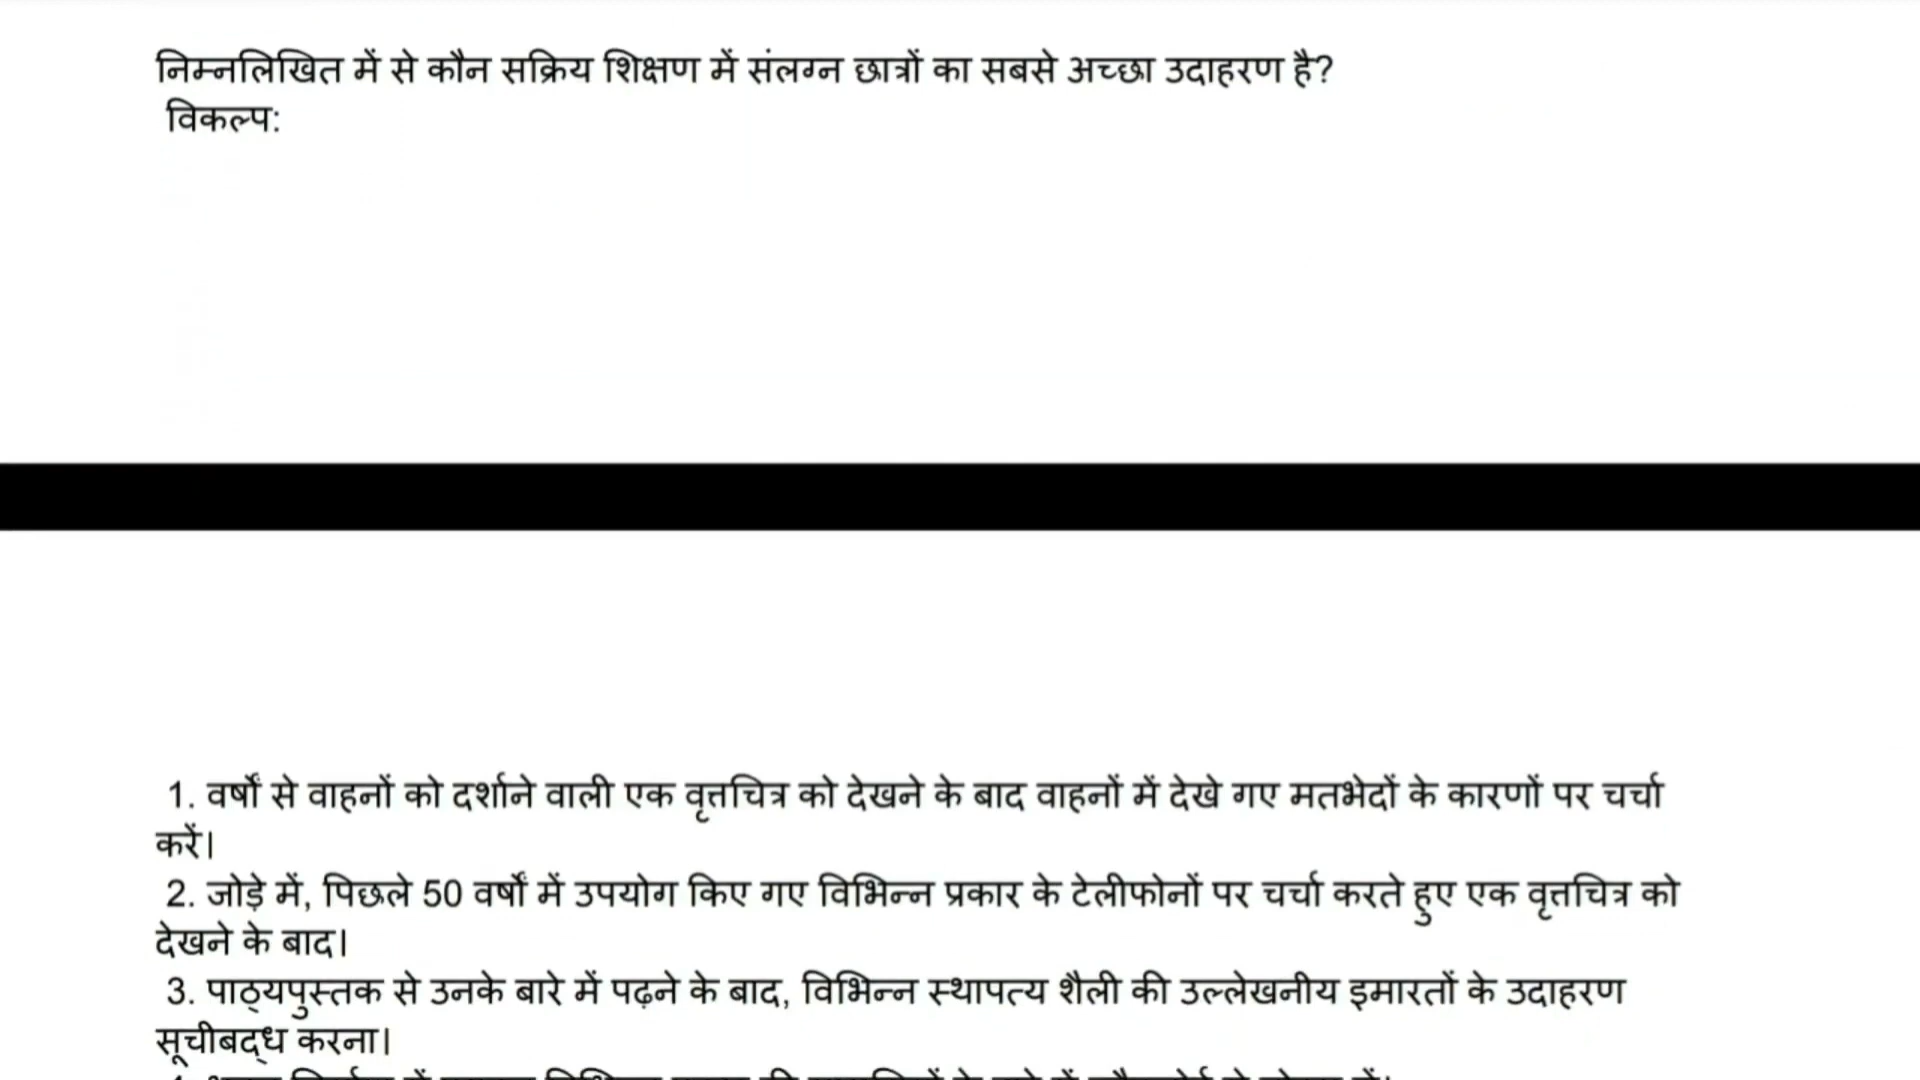 निम्नलिखित में से कौन सक्रिय शिक्षण में संलग्न छात्रों का सबसे अच्छा उदाहरण है?
विकल्प:
1. वर्षों से वाहनों को दर्शाने वाली एक वृत्तचित्र को देखने के बाद वाहनों में देखे गए मतभेदों के कारणों पर चर्चा
करें।
2. जोड़े में, पिछले 50 वर्षों में उपयोग किए गए विभिन्न प्रकार के टेलीफोनों पर चर्चा करते हुए एक वृत्तचित्र को
देखने के बाद।
3. पाठ्यपुस्तक से उनके बारे में पढ़ने के बाद, विभिन्न स्थापत्य शैली की उल्लेखनीय इमारतों के उदाहरण
सूचीबद्ध करना।